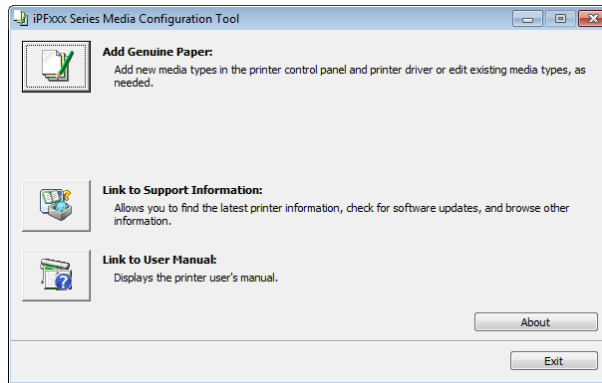 iPFxxx Series Media Configuration Tool
Add Genuine Paper:
Add new media types in the printer control panel and printer driver or edit existing media types, as
needed.
Link to Support Information:
Allows you to find the latest printer information, check for software updates, and browse other
information.
Link to User Manual:
Displays the printer user's manual.
About
Exit